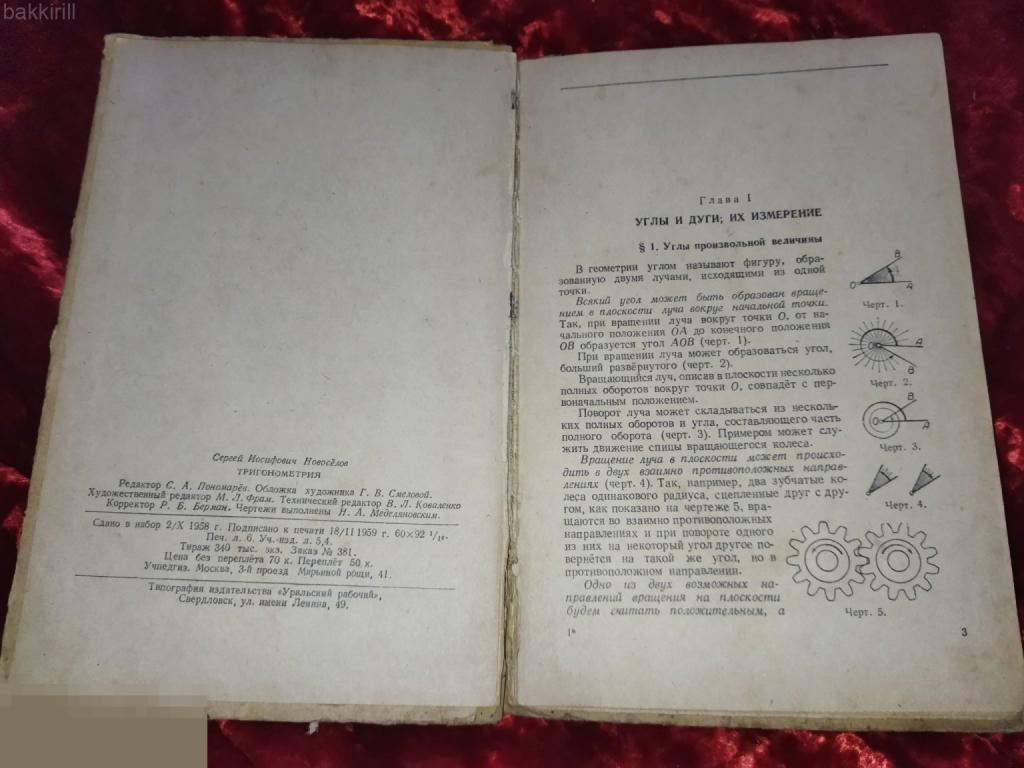 bakkirill
Сергей Иосифович Новосёлов
ТРИГОНОМЕТРИЯ
Редактор С. А. Пономарёв. Обложка художника Г. В. Смеловой.
Художественный редактор М. Л. Фрам. Технический редактор В. Л. Коваленко
Корректор Р. Б. Берман. Чертежи выполнены Н. А. Меделяновским.
Сдано в набор 2/X 1958 г. Подписано к печати 18/II 1959 г. 60×92 1/16.
Печ. л. 6. Уч.-изд. л. 5,4.
Тираж 340 тыс. экз. Заказ № 381.
Цена без переплёта 70 к. Переплёт 50 к.
Учпедгиз. Москва, 3-й проезд Марьиной рощи, 41.
Типография издательства «Уральский рабочий»,
Свердловск, ул. имени Ленина, 49.
Глава I
УГЛЫ И ДУГИ; ИХ ИЗМЕРЕНИЕ
§ 1. Углы произвольной величины
В геометрии углом называют фигуру, обра-
зованную двумя лучами, исходящими из одной
точки.
Всякий угол может быть образован враще-
нием в плоскости луча вокруг начальной точки.
Так, при вращении луча вокруг точки O, от на-
чального положения OA до конечного положения
OB образуется угол AOB (черт. 1).
При вращении луча может образоваться угол,
больший развёрнутого (черт. 2).
Вращающийся луч, описав в плоскости несколько
полных оборотов вокруг точки O, совпадёт с пер-
воначальным положением.
Поворот луча может складываться из несколь-
ких полных оборотов и угла, составляющего часть
полного оборота (черт. 3). Примером может слу-
жить движение спицы вращающегося колеса.
Вращение луча в плоскости может происхо-
дить в двух взаимно противоположных направ-
лениях (черт. 4). Так, например, два зубчатые ко-
леса одинакового радиуса, сцепленные друг с дру-
гом, как показано на чертеже 5, вра-
щаются во взаимно противоположных
направлениях и при повороте одного
из них на некоторый угол другое по-
вернётся на такой же угол, но в
противоположном направлении.
Одно из двух возможных на-
правлений вращения на плоскости
будем считать положительным, а
B
O
A
Черт. 1.
O
A
B
Черт. 2.
B
O
A
Черт. 3.
Черт. 4.
Черт. 5.
1*
3